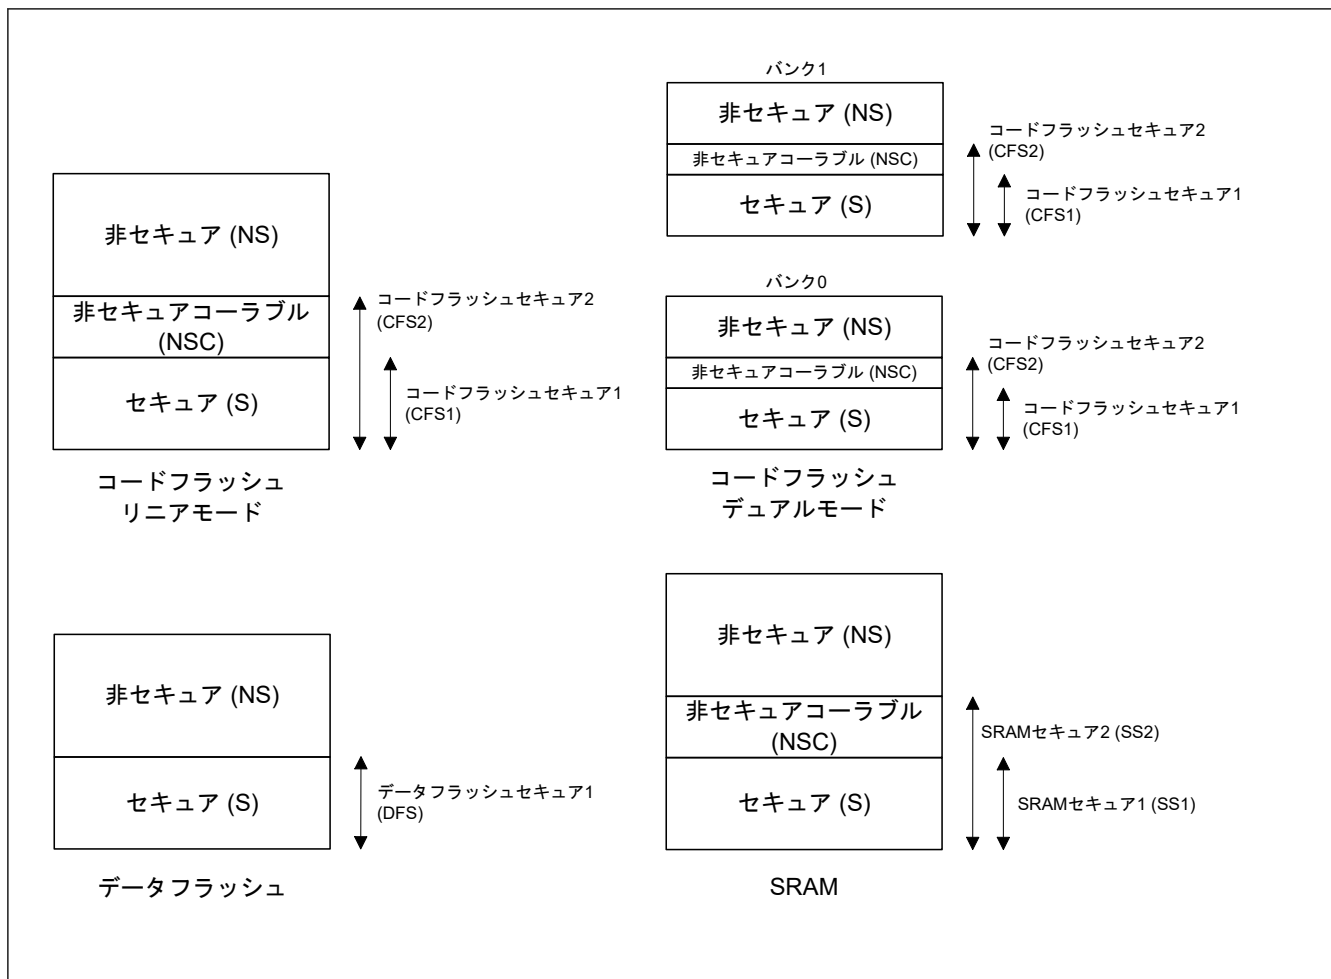 非セキュア (NS)
非セキュアコーラブル
(NSC)
セキュア (S)
コードフラッシュセキュア2
(CFS2)
コードフラッシュセキュア1
(CFS1)
コードフラッシュ
リニアモード
バンク1
非セキュア (NS)
非セキュアコーラブル (NSC)
セキュア (S)
コードフラッシュセキュア2
(CFS2)
コードフラッシュセキュア1
(CFS1)
バンク0
非セキュア (NS)
非セキュアコーラブル (NSC)
セキュア (S)
コードフラッシュセキュア2
(CFS2)
コードフラッシュセキュア1
(CFS1)
コードフラッシュ
デュアルモード
非セキュア (NS)
セキュア (S)
データフラッシュセキュア1
(DFS)
データフラッシュ
非セキュア (NS)
非セキュアコーラブル
(NSC)
セキュア (S)
SRAMセキュア2 (SS2)
SRAMセキュア1 (SS1)
SRAM